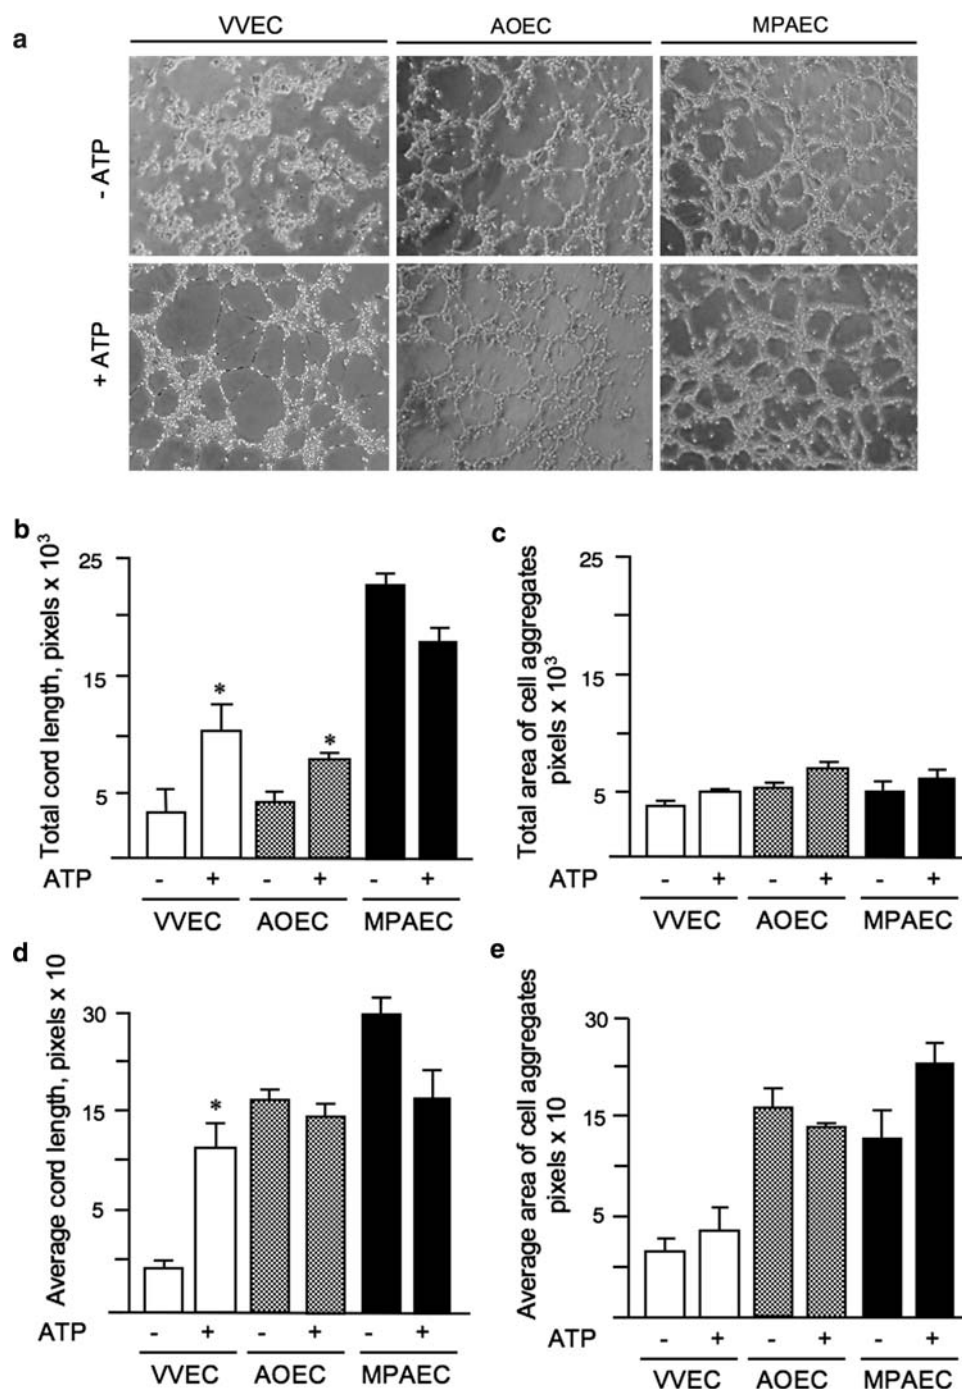 a
VVEC AOEC MPAEC
- ATP
+ ATP
b
Total cord length, pixels x 10³
25
15
5
* *
ATP - + - + - +
VVEC AOEC MPAEC
c
Total area of cell aggregates
pixels x 10³
25
15
5
ATP - + - + - +
VVEC AOEC MPAEC
d
Average cord length, pixels x 10
30
15
5
*
ATP - + - + - +
VVEC AOEC MPAEC
e
Average area of cell aggregates
pixels x 10
30
15
5
ATP - + - + - +
VVEC AOEC MPAEC